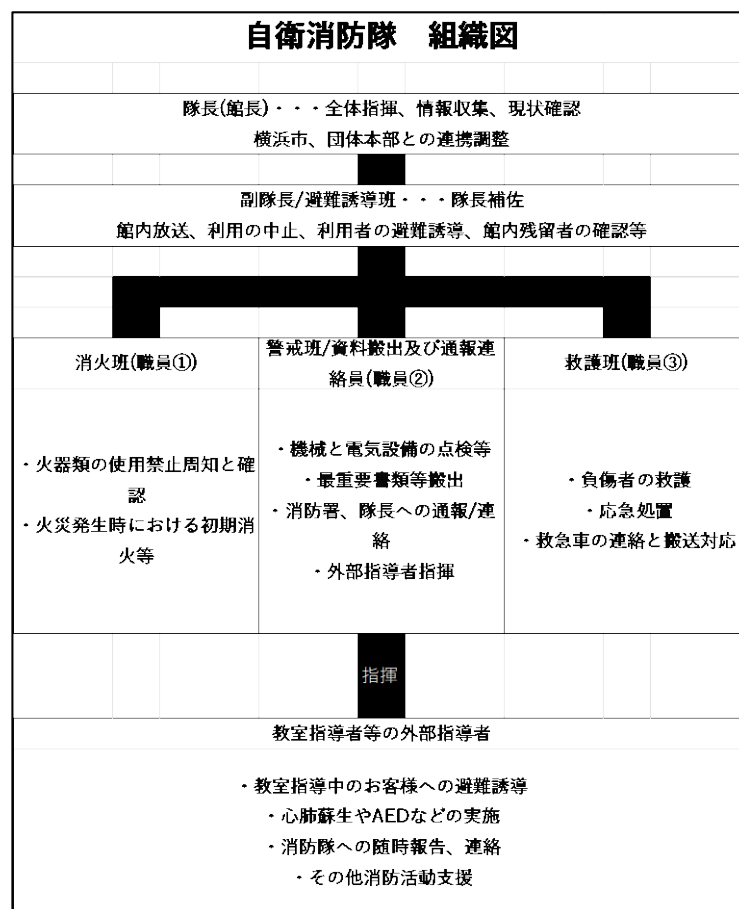 自衛消防隊　組織図
隊長(館長)・・・全体指揮、情報収集、現状確認
横浜市、団体本部との連携調整
副隊長/避難誘導班・・・隊長補佐
館内放送、利用の中止、利用者の避難誘導、館内残留者の確認等
消火班(職員①)
警戒班/資料搬出及び通報連
絡員(職員②)
救護班(職員③)
・火器類の使用禁止周知と確
認
・火災発生時における初期消
火等
・機械と電気設備の点検等
・最重要書類等搬出
・消防署、隊長への通報/連
絡
・外部指導者指揮
・負傷者の救護
・応急処置
・救急車の連絡と搬送対応
指揮
教室指導者等の外部指導者
・教室指導中のお客様への避難誘導
・心肺蘇生やAEDなどの実施
・消防隊への随時報告、連絡
・その他消防活動支援